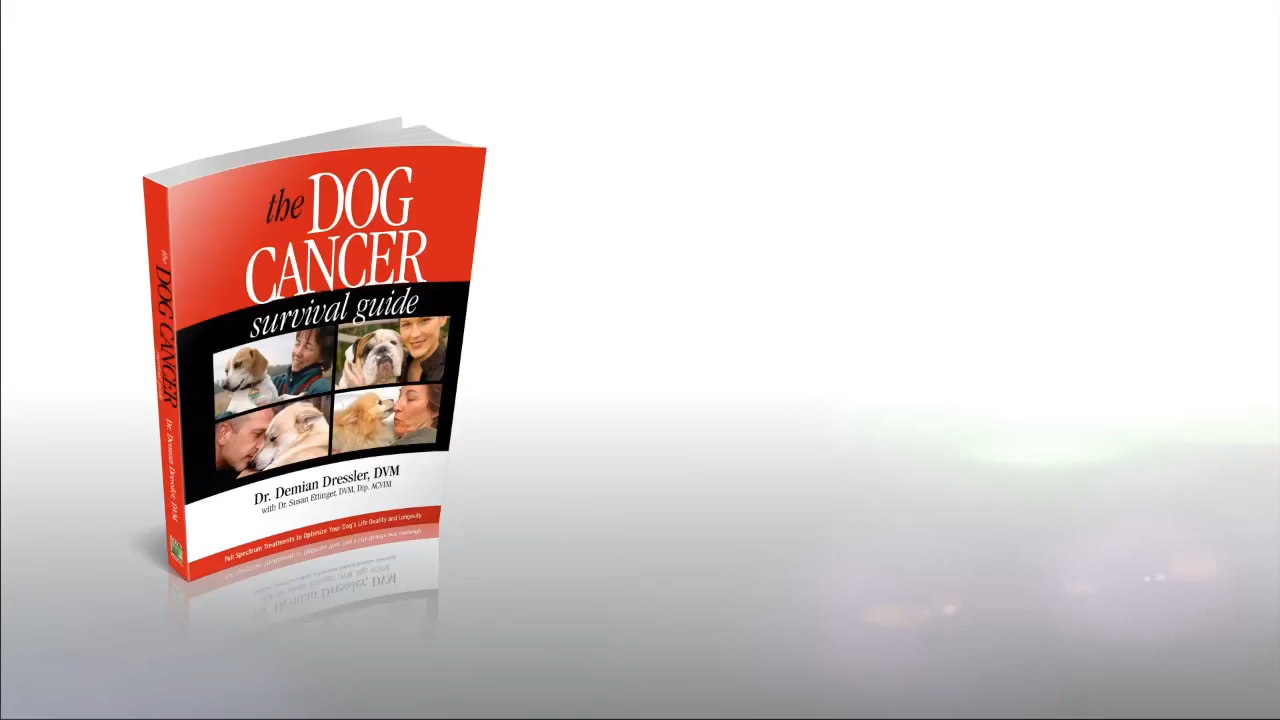 the DOG
CANCER
survival guide
Dr. Demian Dressler, DVM
with Dr. Susan Ettinger, DVM, Dip. ACVIM
Full Spectrum Treatments to Optimize Your Dog's Life Quality and Longevity
the DOG CANCER
Dr. Demian Dressler, DVM